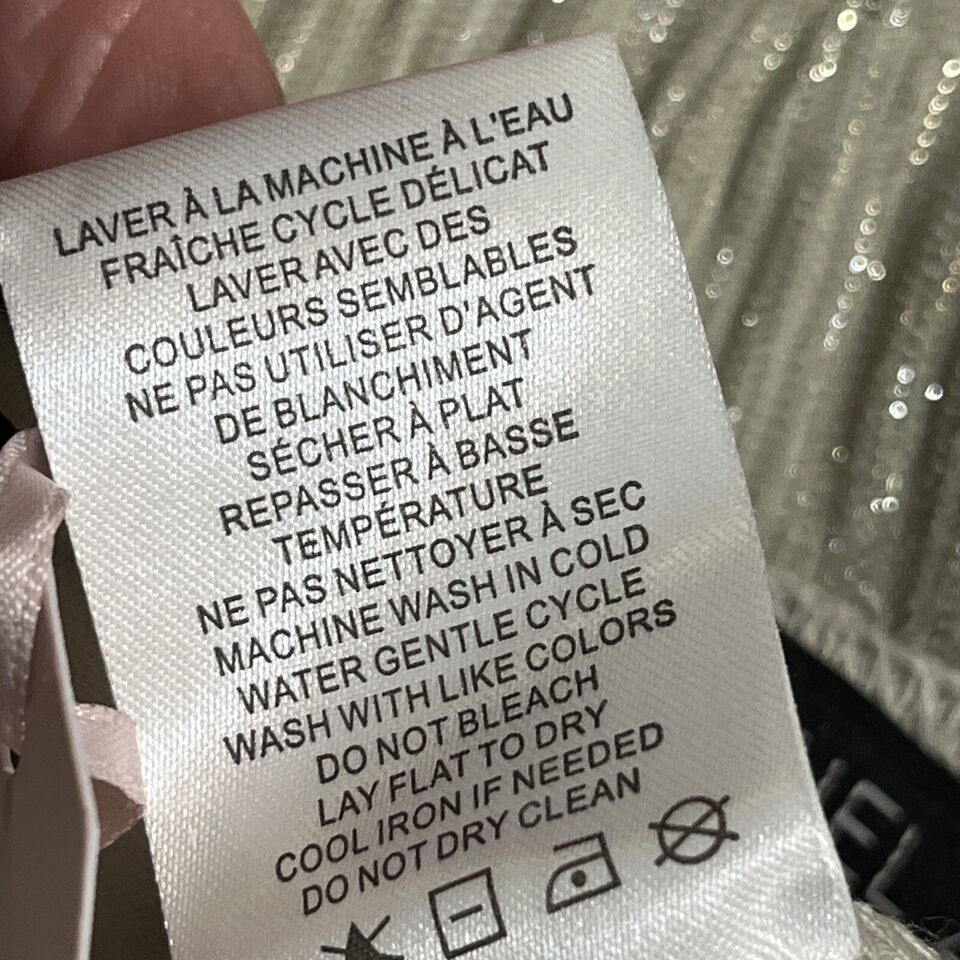 LAVER À LA MACHINE À L'EAU
FRAÎCHE CYCLE DÉLICAT
LAVER AVEC DES
COULEURS SEMBLABLES
NE PAS UTILISER D'AGENT
DE BLANCHIMENT
SÉCHER À PLAT
REPASSER À BASSE
TEMPÉRATURE
NE PAS NETTOYER À SEC
MACHINE WASH IN COLD
WATER GENTLE CYCLE
WASH WITH LIKE COLORS
DO NOT BLEACH
LAY FLAT TO DRY
COOL IRON IF NEEDED
DO NOT DRY CLEAN